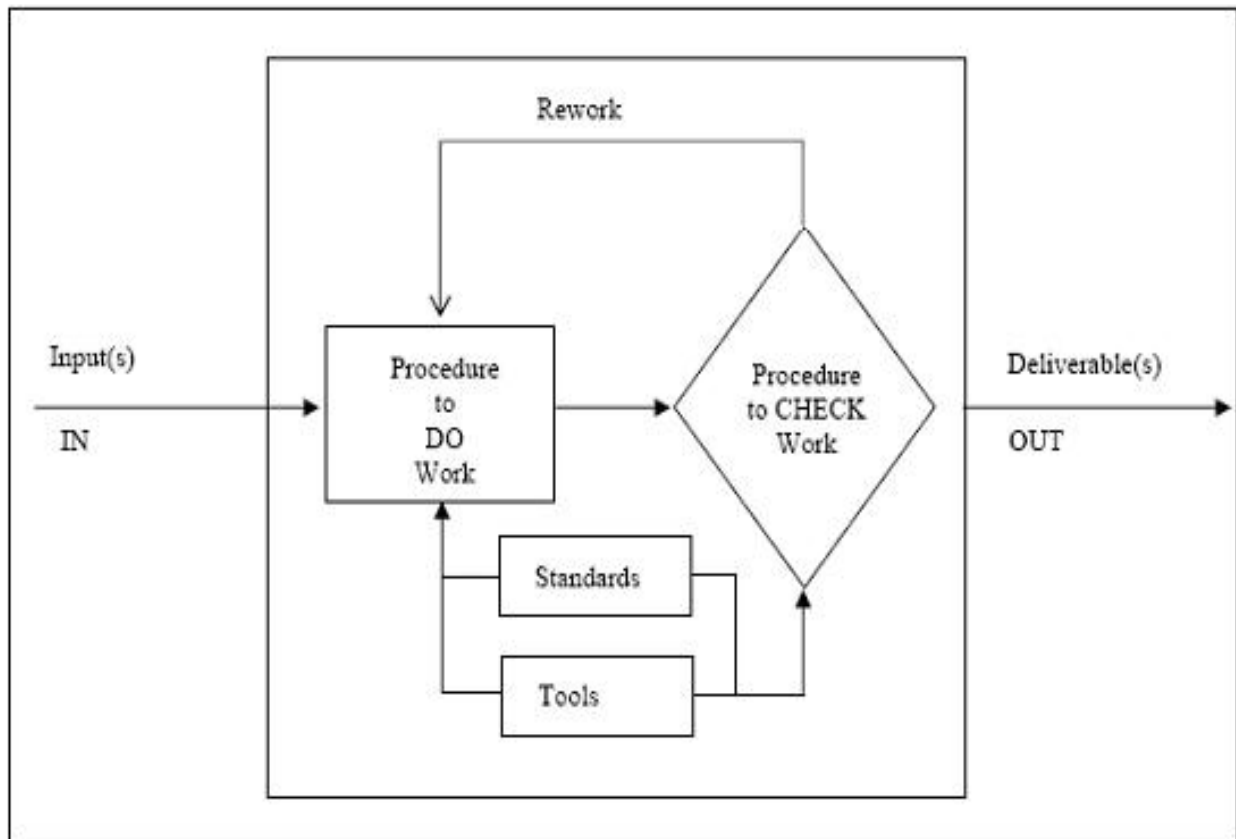 Rework
Input(s)
IN
Procedure
to
DO
Work
Procedure
to CHECK
Work
Deliverable(s)
OUT
Standards
Tools